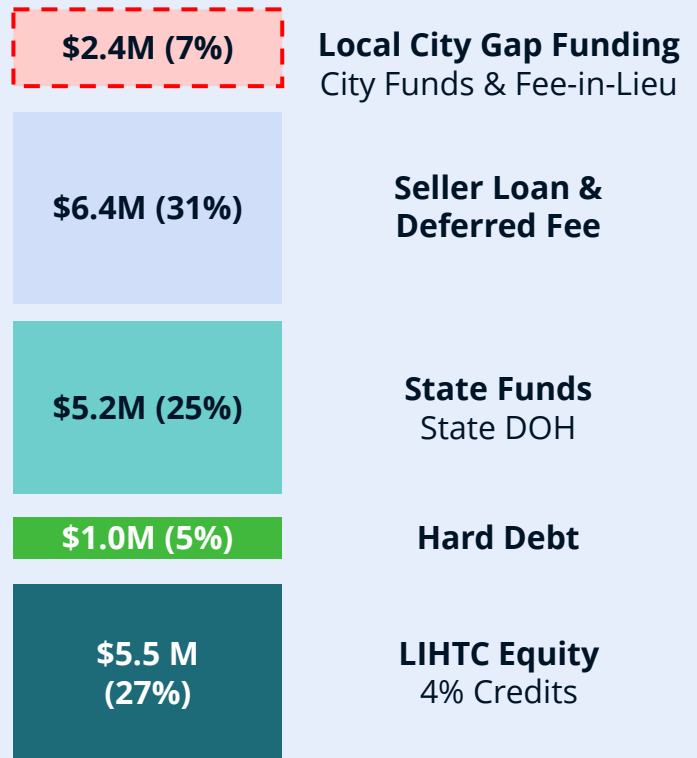 $2.4M (7%)
Local City Gap Funding
City Funds & Fee-in-Lieu
$6.4M (31%)
Seller Loan &
Deferred Fee
$5.2M (25%)
State Funds
State DOH
$1.0M (5%)
Hard Debt
$5.5 M
(27%)
LIHTC Equity
4% Credits